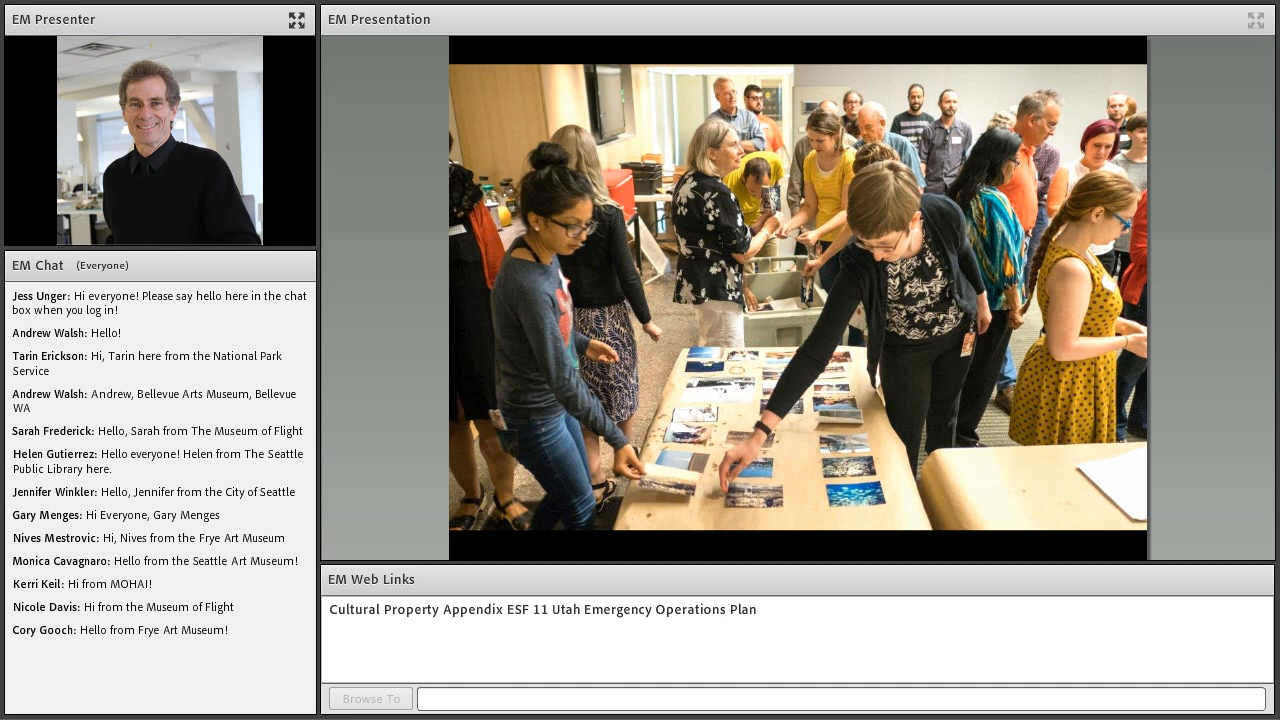 EM Presenter
EM Presentation
EM Chat (Everyone)
Jess Unger: Hi everyone! Please say hello here in the chat
box when you log in!
Andrew Walsh: Hello!
Tarin Erickson: Hi, Tarin here from the National Park
Service
Andrew Walsh: Andrew, Bellevue Arts Museum, Bellevue
WA
Sarah Frederick: Hello, Sarah from The Museum of Flight
Helen Gutierrez: Hello everyone! Helen from The Seattle
Public Library here.
Jennifer Winkler: Hello, Jennifer from the City of Seattle
Gary Menges: Hi Everyone, Gary Menges
Nives Mestrovic: Hi, Nives from the Frye Art Museum
Monica Cavagnaro: Hello from the Seattle Art Museum!
Kerri Keil: Hi from MOHAI!
Nicole Davis: Hi from the Museum of Flight
Cory Gooch: Hello from Frye Art Museum!
EM Web Links
Cultural Property Appendix ESF 11 Utah Emergency Operations Plan
Browse To